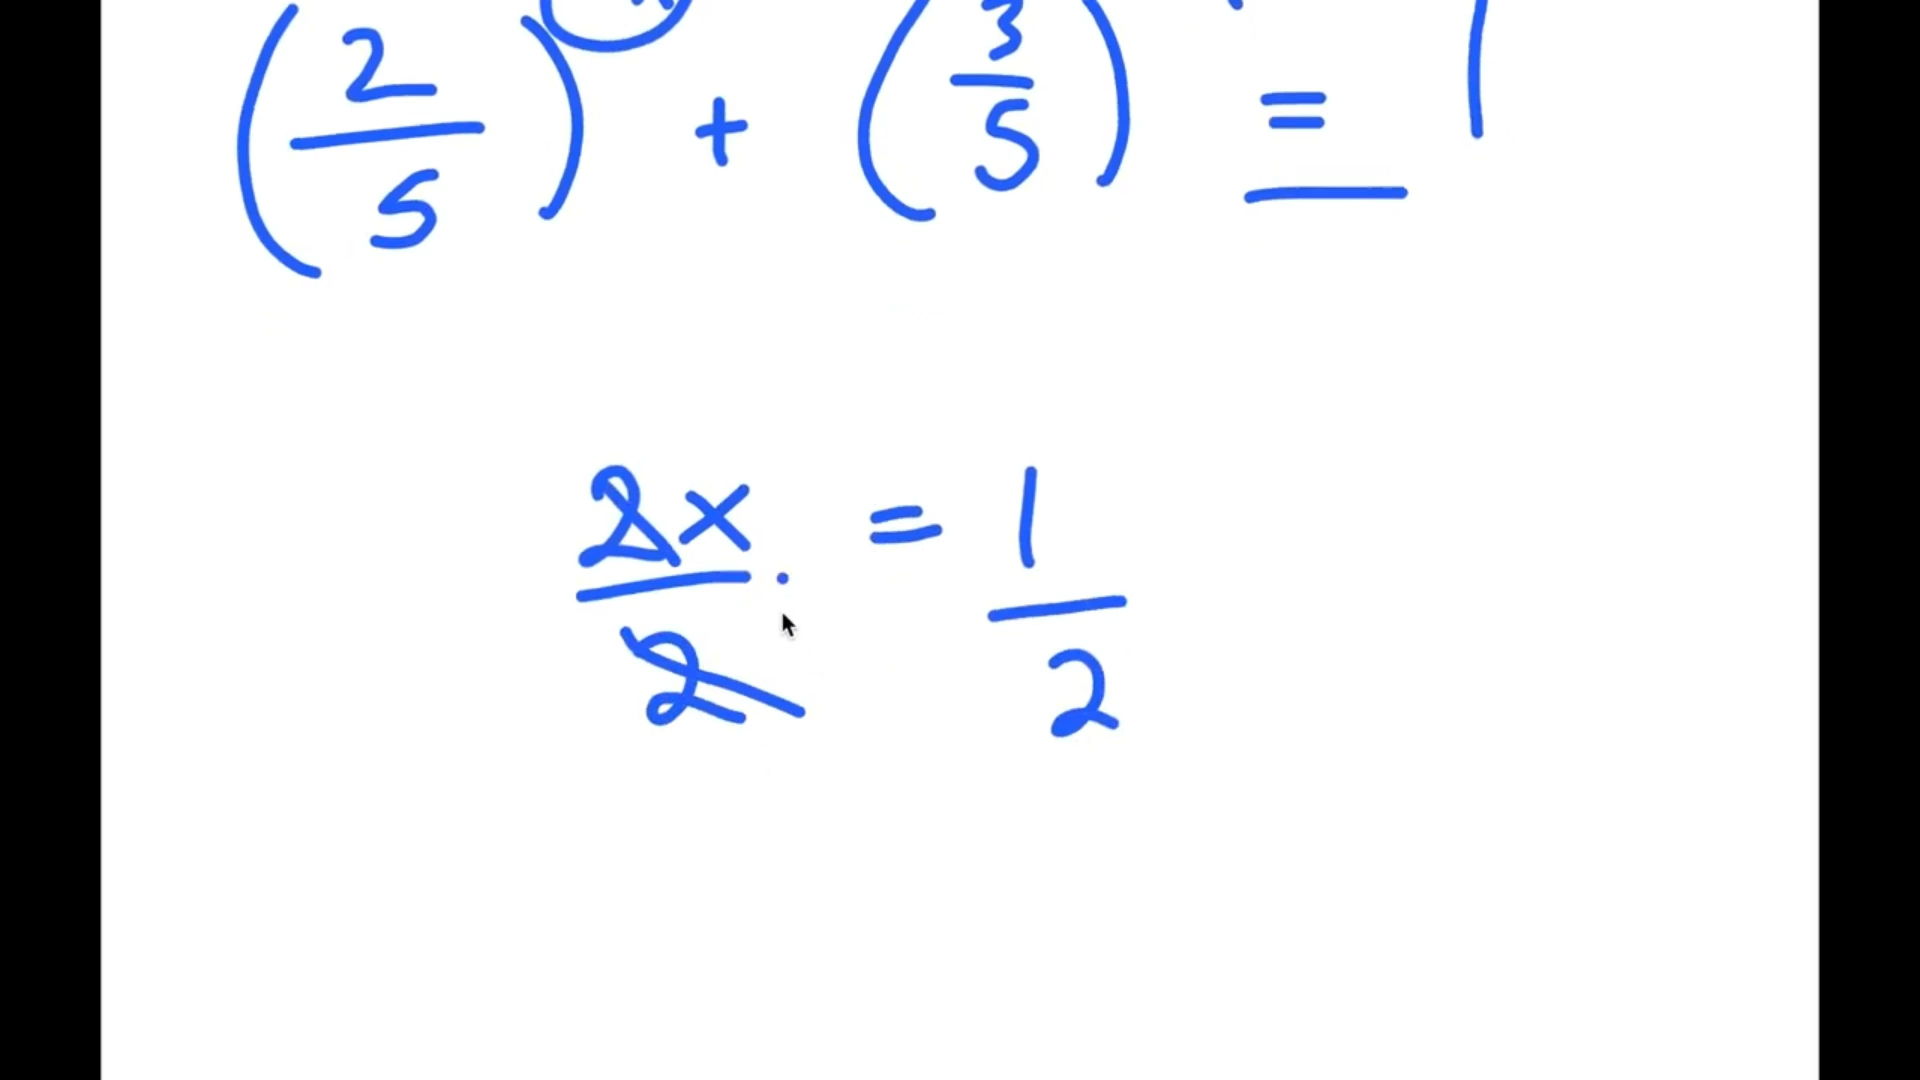 (2/5) + (3/5) = 1
2x/2 = 1/2